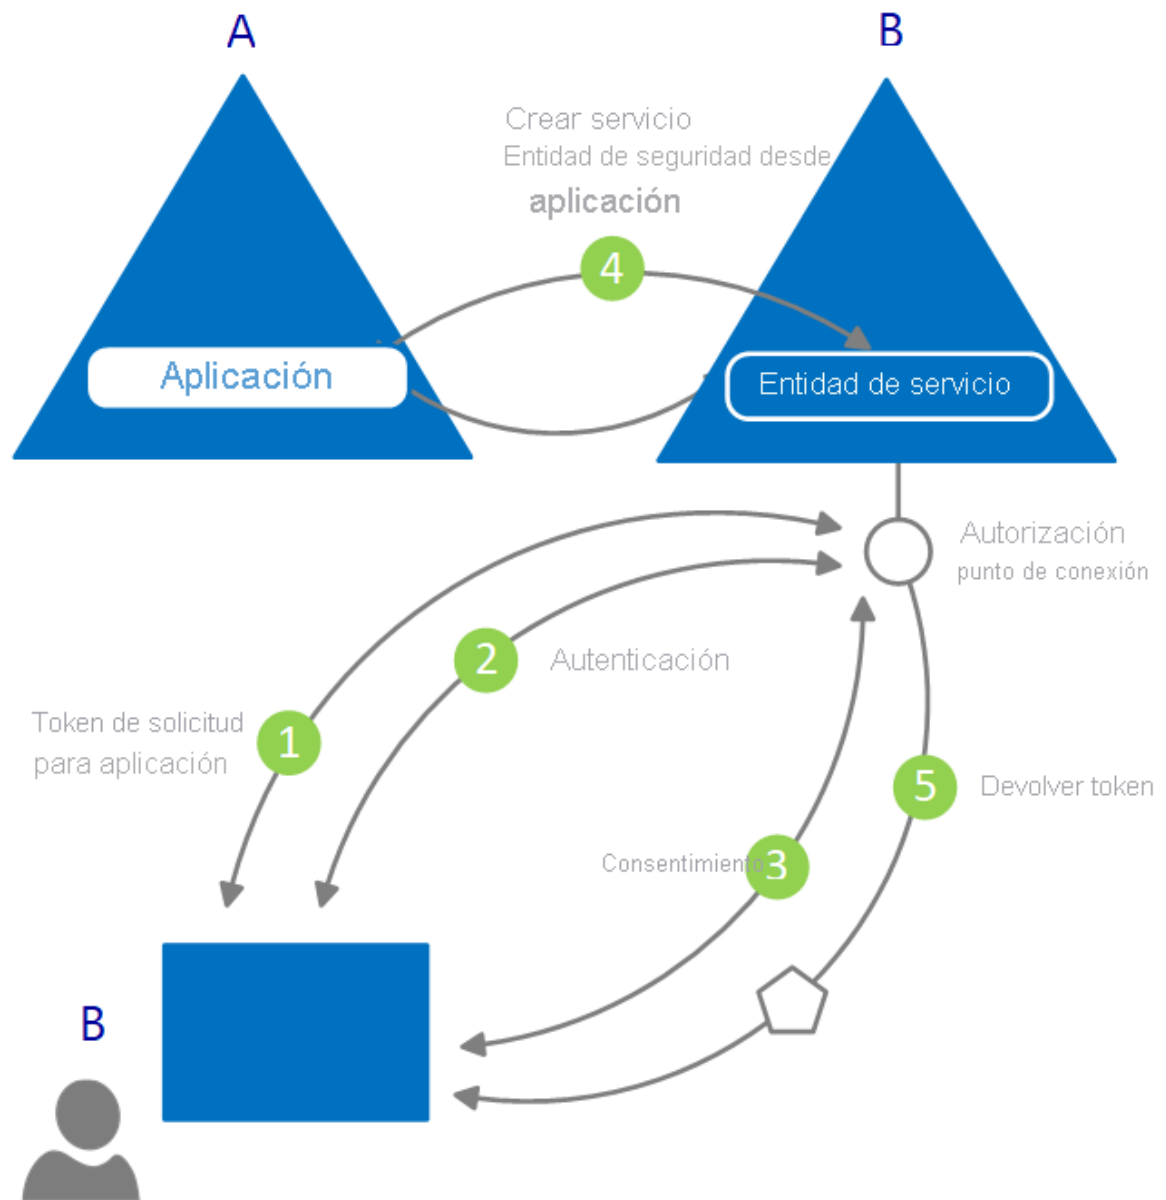 A
B
Crear servicio
Entidad de seguridad desde
aplicación
4
Aplicación
Entidad de servicio
Autorización
punto de conexión
2
Autenticación
Token de solicitud
para aplicación
1
5
Devolver token
Consentimiento
3
B